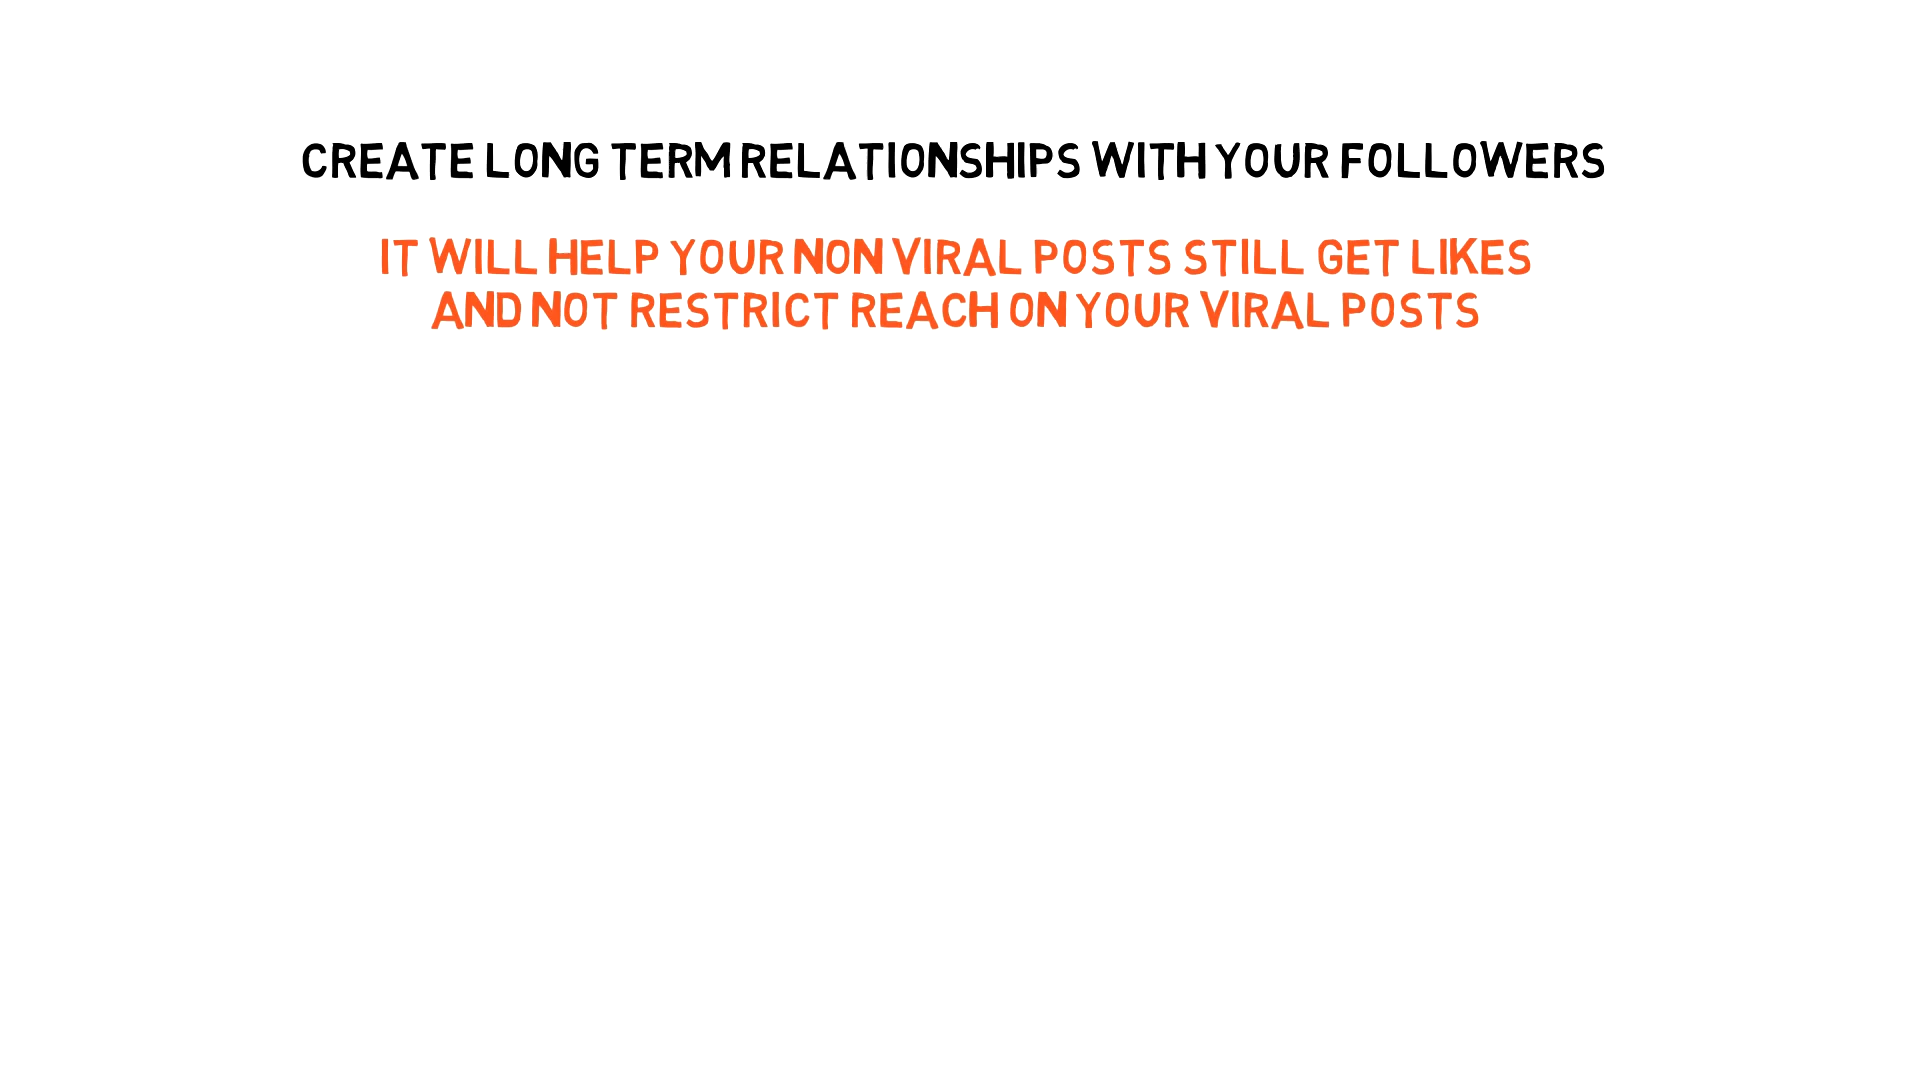 CREATE LONG TERM RELATIONSHIPS WITH YOUR FOLLOWERS
IT WILL HELP YOUR NON VIRAL POSTS STILL GET LIKES
AND NOT RESTRICT REACH ON YOUR VIRAL POSTS